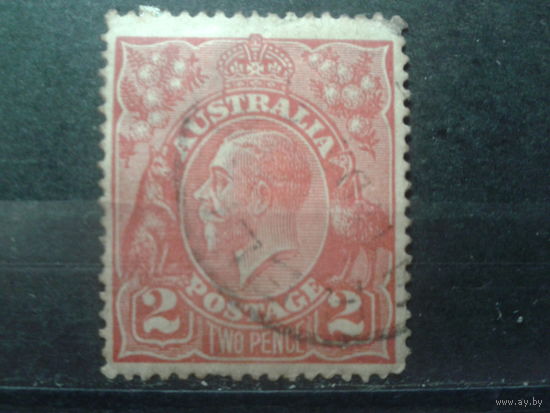 AUSTRALIA
POSTAGE
2 2
TWO PENCE
www.ay.by